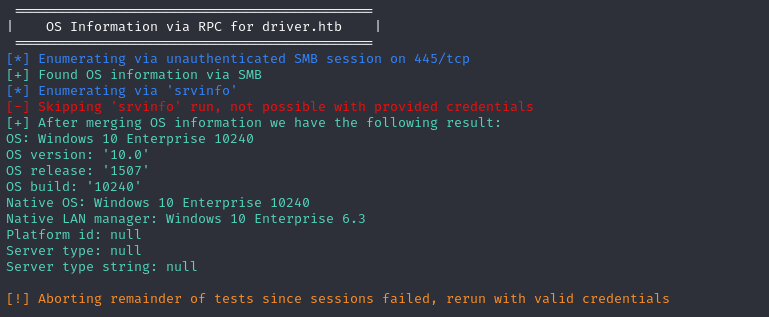 ==============================================
|    OS Information via RPC for driver.htb    |
==============================================
[*] Enumerating via unauthenticated SMB session on 445/tcp
[+] Found OS information via SMB
[*] Enumerating via 'srvinfo'
[-] Skipping 'srvinfo' run, not possible with provided credentials
[+] After merging OS information we have the following result:
OS: Windows 10 Enterprise 10240
OS version: '10.0'
OS release: '1507'
OS build: '10240'
Native OS: Windows 10 Enterprise 10240
Native LAN manager: Windows 10 Enterprise 6.3
Platform id: null
Server type: null
Server type string: null
[!] Aborting remainder of tests since sessions failed, rerun with valid credentials